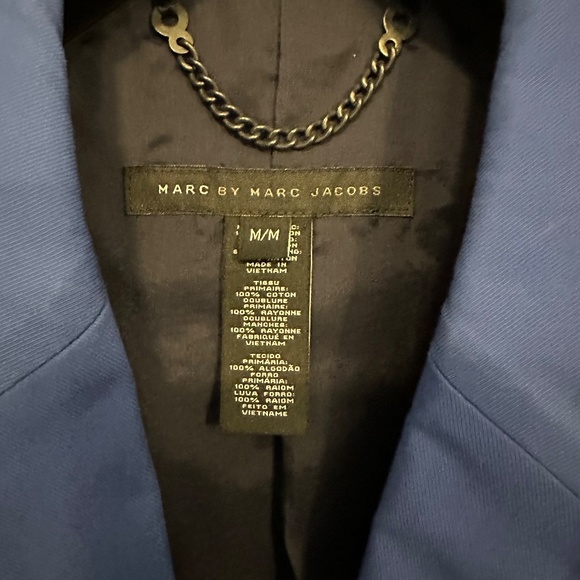 MARC BY MARC JACOBS
M/M
MADE IN
VIETNAM
TISSU
PRIMAIRE:
100% COTON
DOUBLURE
PRIMAIRE:
100% RAYONNE
DOUBLURE
MANCHES:
100% RAYONNE
FABRIQUÉ EN
VIETNAM
TECIDO
PRIMÁRIA:
100% ALGODÃO
FORRO
PRIMÁRIA:
100% RAIOM
LUVA FORRO:
100% RAIOM
FEITO EM
VIETNAME